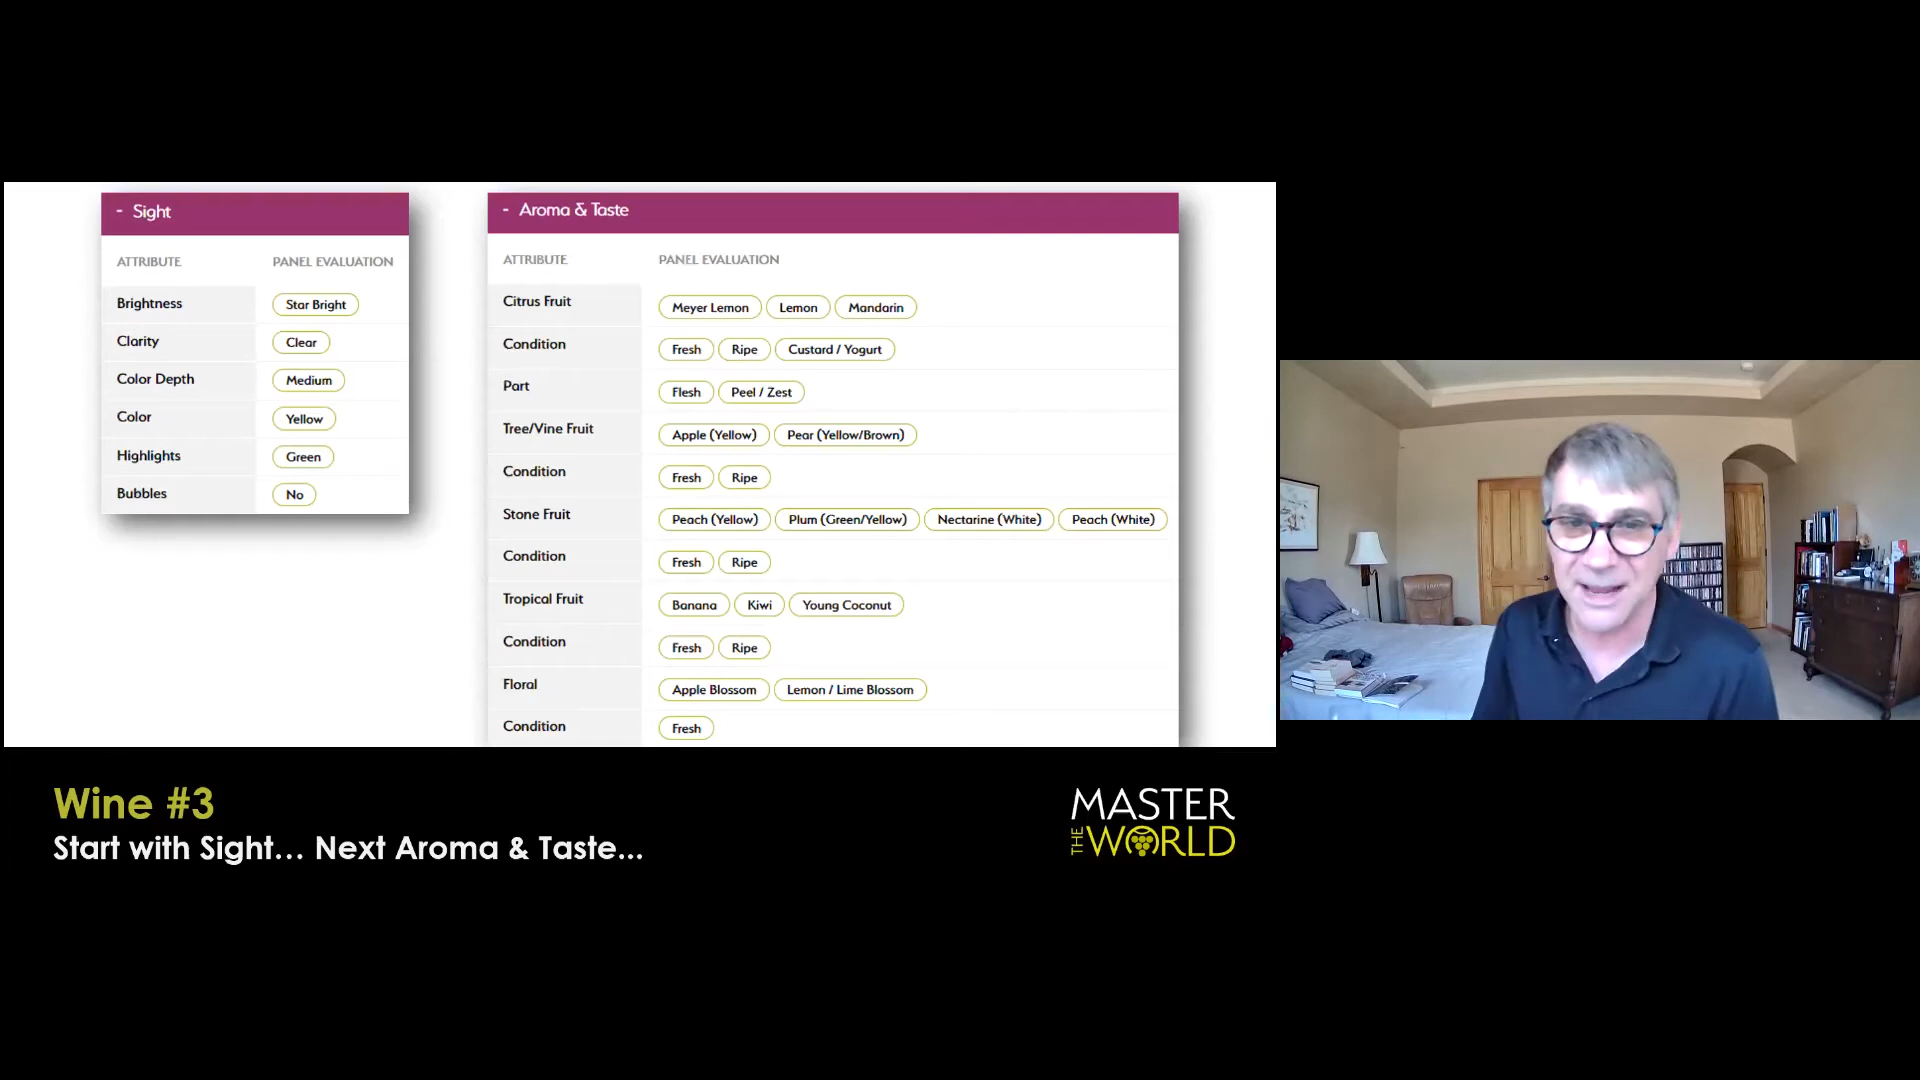 - Sight
ATTRIBUTE PANEL EVALUATION
Brightness Star Bright
Clarity Clear
Color Depth Medium
Color Yellow
Highlights Green
Bubbles No
- Aroma & Taste
ATTRIBUTE PANEL EVALUATION
Citrus Fruit Meyer Lemon Lemon Mandarin
Condition Fresh Ripe Custard / Yogurt
Part Flesh Peel / Zest
Tree/Vine Fruit Apple (Yellow) Pear (Yellow/Brown)
Condition Fresh Ripe
Stone Fruit Peach (Yellow) Plum (Green/Yellow) Nectarine (White) Peach (White)
Condition Fresh Ripe
Tropical Fruit Banana Kiwi Young Coconut
Condition Fresh Ripe
Floral Apple Blossom Lemon / Lime Blossom
Condition Fresh
Wine #3
Start with Sight... Next Aroma & Taste...
MASTER
THE WORLD